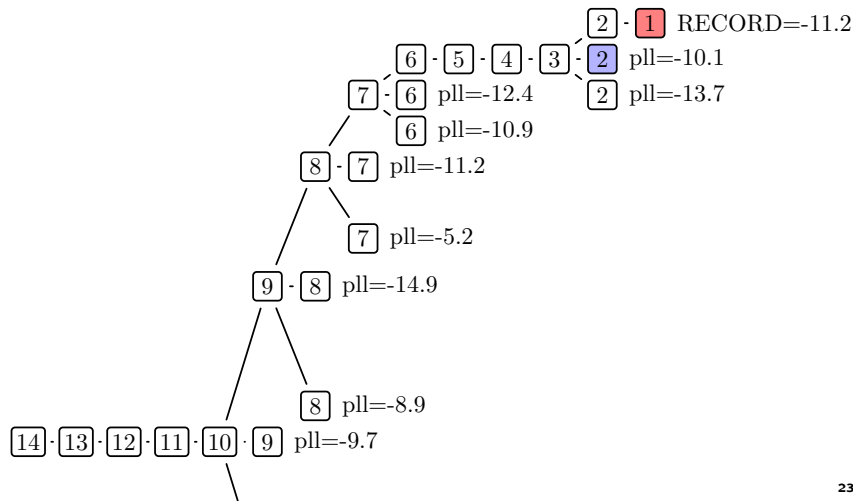 2 1 RECORD=-11.2
6 5 4 3 2 pll=-10.1
7 6 pll=-12.4 2 pll=-13.7
6 pll=-10.9
8 7 pll=-11.2
7 pll=-5.2
9 8 pll=-14.9
8 pll=-8.9
14 13 12 11 10 9 pll=-9.7
23